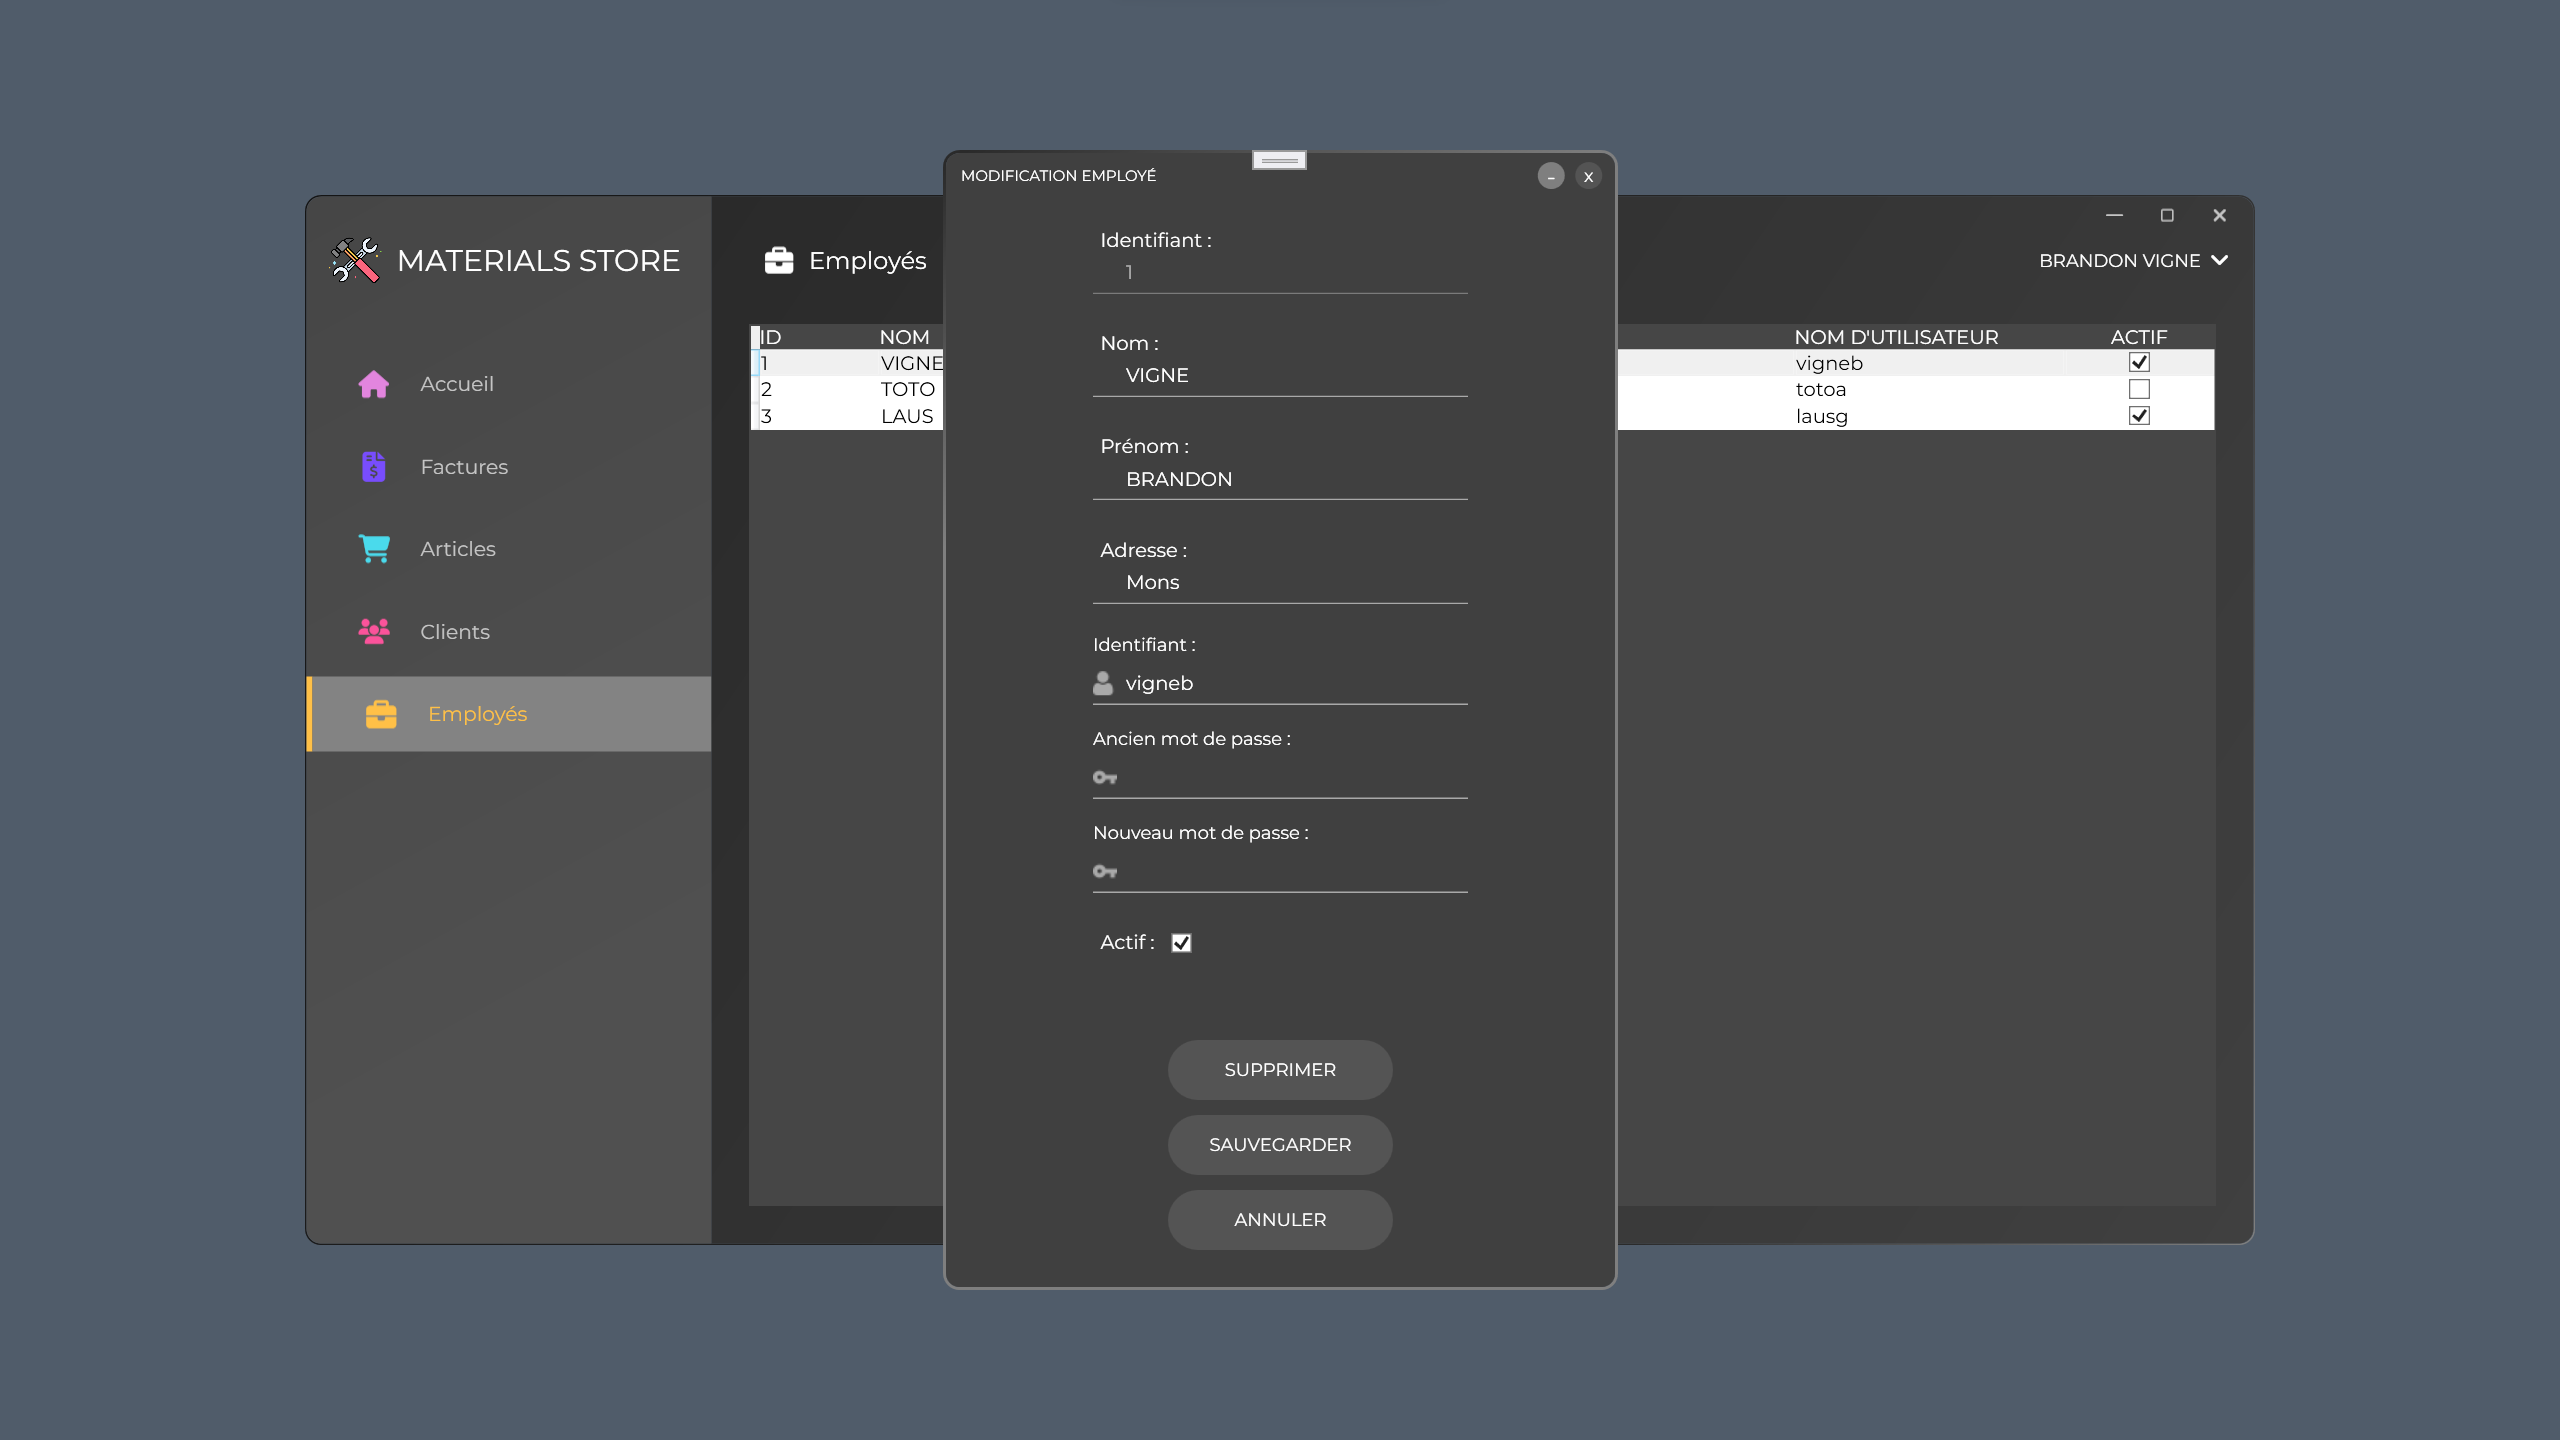 MATERIALS STORE
Accueil
Factures
Articles
Clients
Employés
Employés
BRANDON VIGNE
ID NOM NOM D'UTILISATEUR ACTIF
1 VIGNE vigneb
2 TOTO totoa
3 LAUS lausg
MODIFICATION EMPLOYÉ
- X
Identifiant :
1
Nom :
VIGNE
Prénom :
BRANDON
Adresse :
Mons
Identifiant :
vigneb
Ancien mot de passe :
Nouveau mot de passe :
Actif :
SUPPRIMER
SAUVEGARDER
ANNULER